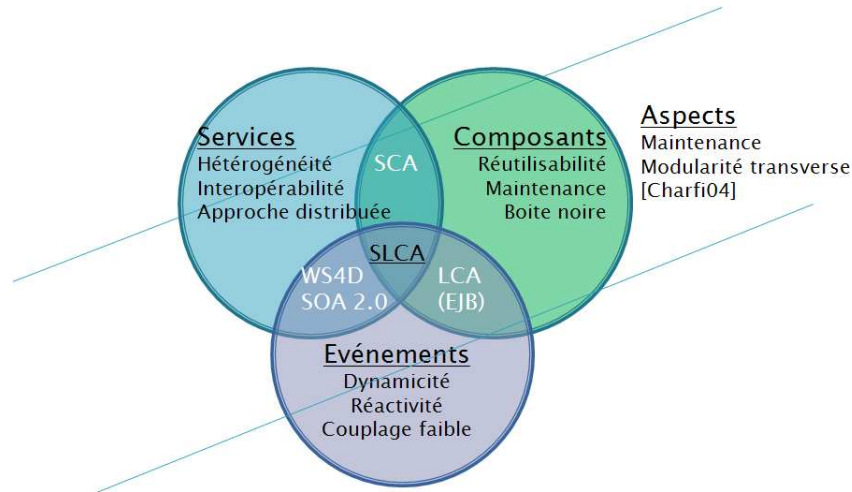 Services
Hétérogénéité
Interopérabilité
Approche distribuée
SCA
Composants
Réutilisabilité
Maintenance
Boite noire
Aspects
Maintenance
Modularité transverse
[Charfi04]
SLCA
WS4D
SOA 2.0
LCA
(EJB)
Evénements
Dynamicité
Réactivité
Couplage faible